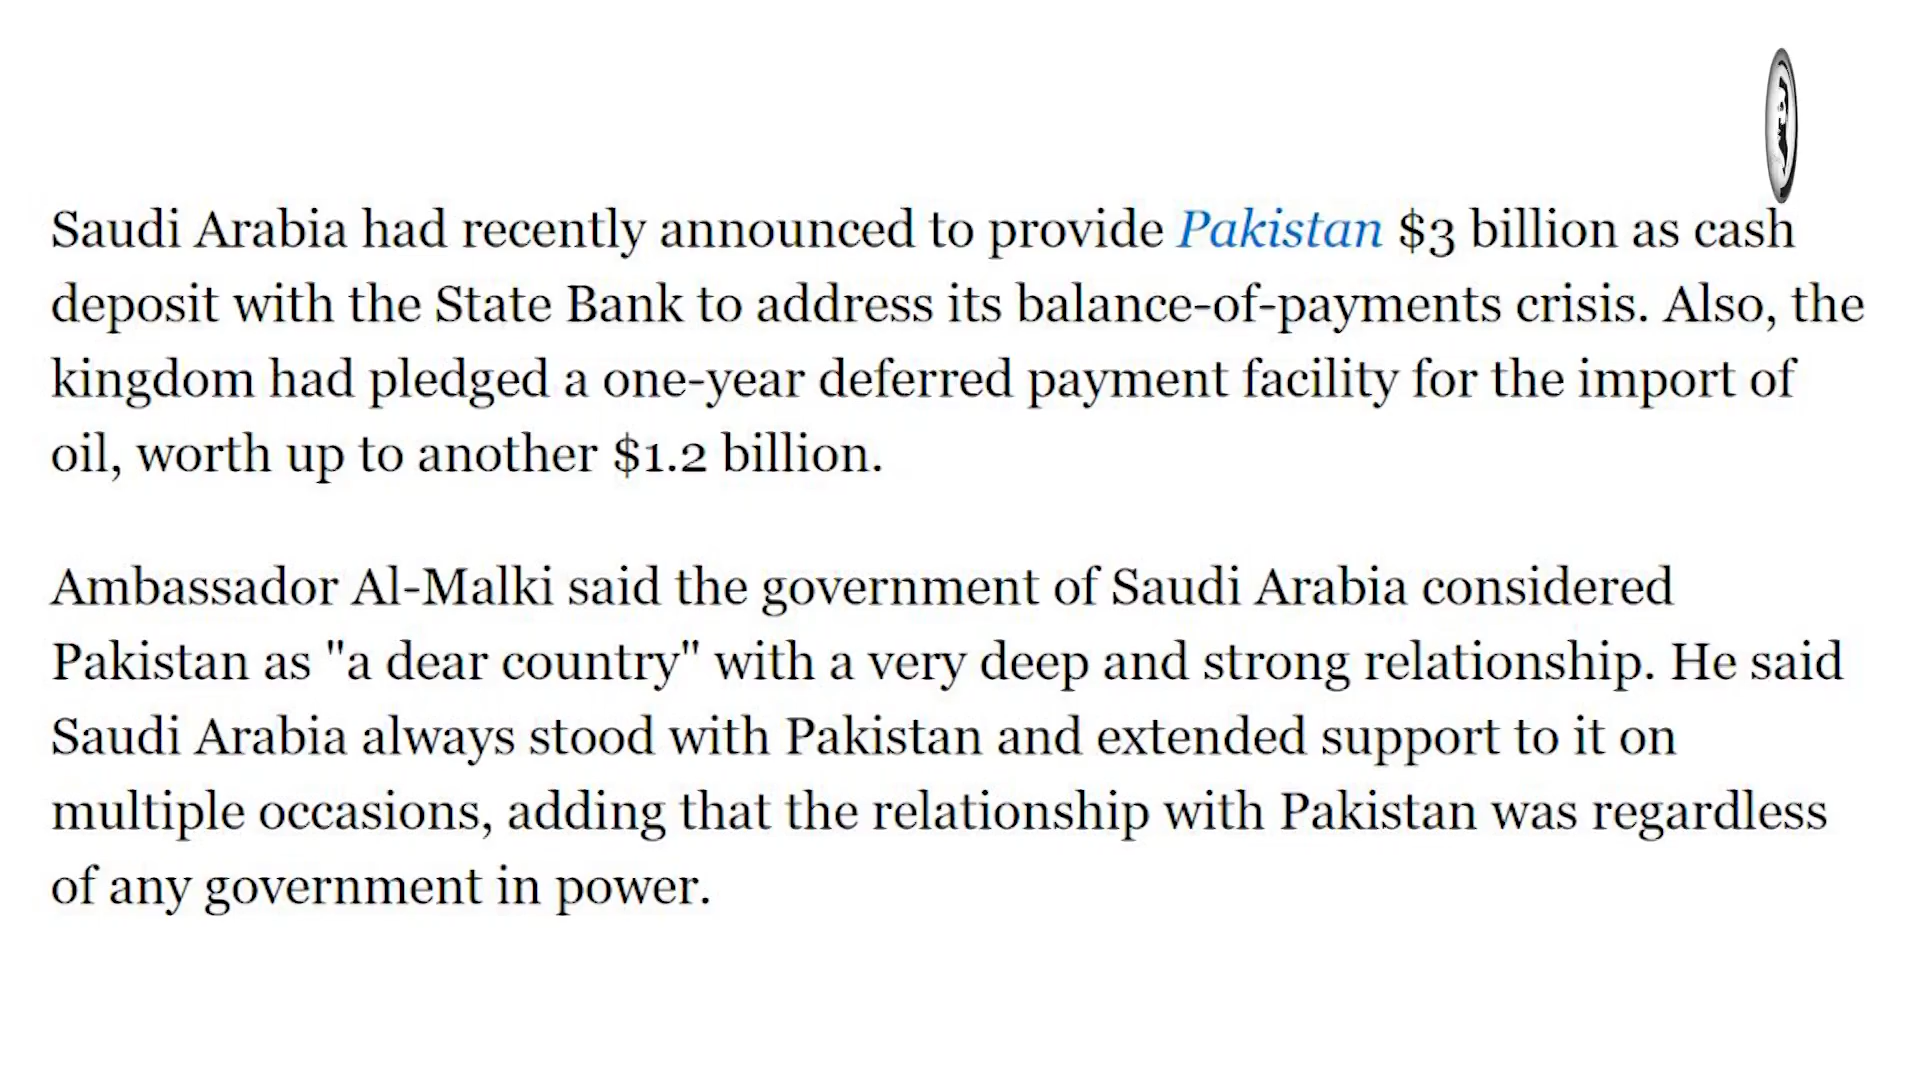 Saudi Arabia had recently announced to provide Pakistan $3 billion as cash
deposit with the State Bank to address its balance-of-payments crisis. Also, the
kingdom had pledged a one-year deferred payment facility for the import of
oil, worth up to another $1.2 billion.
Ambassador Al-Malki said the government of Saudi Arabia considered
Pakistan as "a dear country" with a very deep and strong relationship. He said
Saudi Arabia always stood with Pakistan and extended support to it on
multiple occasions, adding that the relationship with Pakistan was regardless
of any government in power.